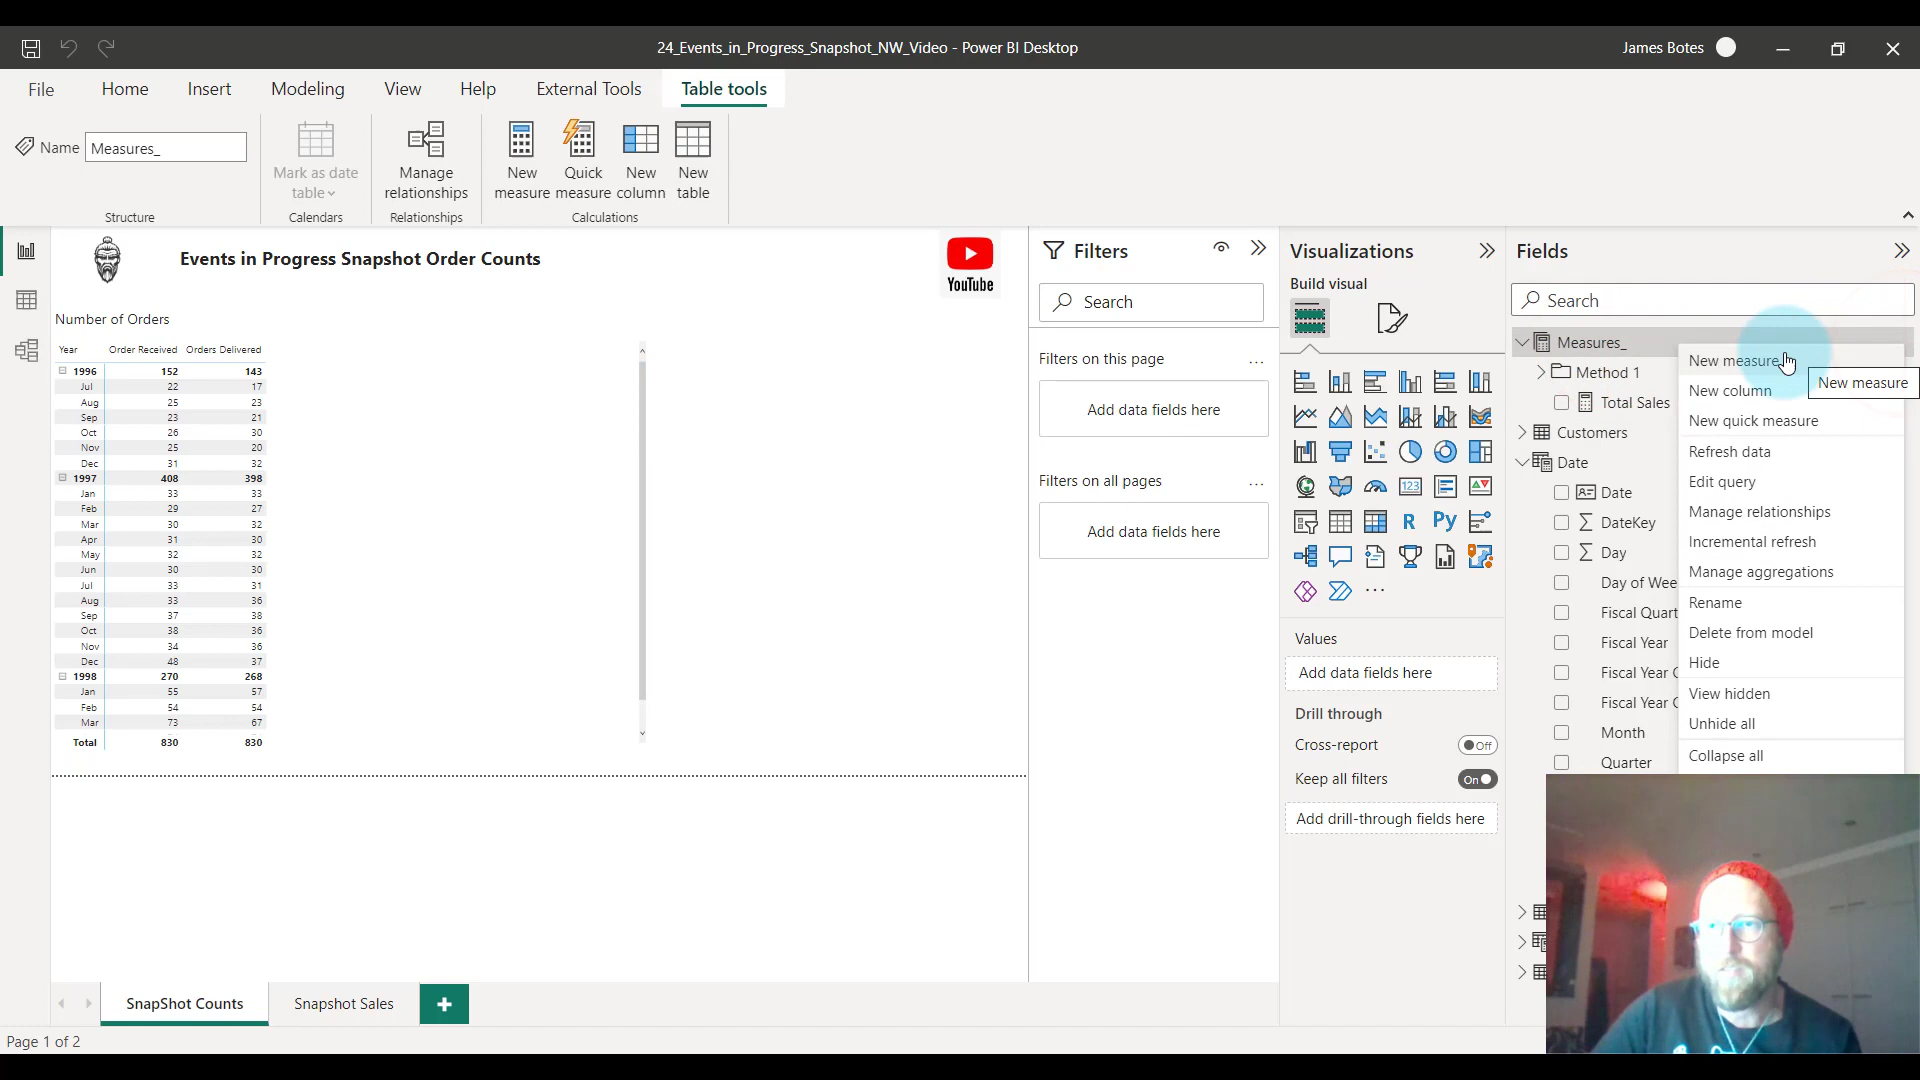 24_Events_in_Progress_Snapshot_NW_Video - Power BI Desktop
James Botes
File Home Insert Modeling View Help External Tools Table tools
Name Measures_
Mark as date table
Manage relationships
New measure
Quick measure
New column
New table
Structure Calendars Relationships Calculations
Events in Progress Snapshot Order Counts
YouTube
Number of Orders
Year Order Received Orders Delivered
1996 152 143
Jul 22 17
Aug 25 23
Sep 23 21
Oct 26 30
Nov 25 20
Dec 31 32
1997 408 398
Jan 33 33
Feb 29 27
Mar 30 32
Apr 31 30
May 32 32
Jun 30 30
Jul 33 31
Aug 33 36
Sep 37 38
Oct 38 36
Nov 34 36
Dec 48 37
1998 270 268
Jan 55 57
Feb 54 54
Mar 73 67
Total 830 830
Filters
Search
Filters on this page ...
Add data fields here
Filters on all pages ...
Add data fields here
Visualizations
Build visual
123
R Py
...
Values
Add data fields here
Drill through
Cross-report Off
Keep all filters On
Add drill-through fields here
Fields
Search
Measures_
Method 1
Total Sales
Customers
Date
Date
DateKey
Day
Day of Wee
Fiscal Quart
Fiscal Year
Fiscal Year C
Fiscal Year C
Month
Quarter
New measure
New measure
New column
New quick measure
Refresh data
Edit query
Manage relationships
Incremental refresh
Manage aggregations
Rename
Delete from model
Hide
View hidden
Unhide all
Collapse all
SnapShot Counts Snapshot Sales +
Page 1 of 2